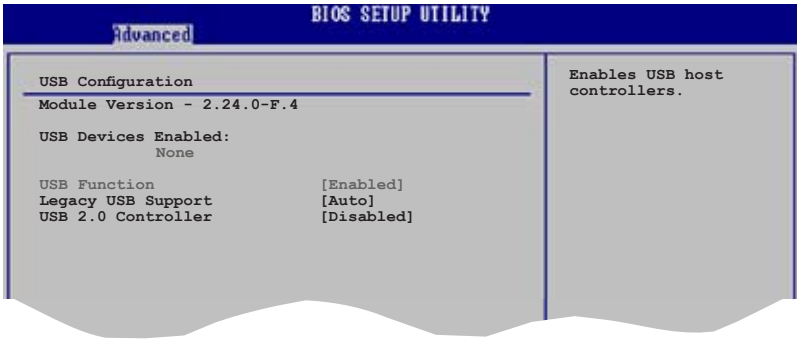 BIOS SETUP UTILITY
Advanced
USB Configuration
Module Version - 2.24.0-F.4
USB Devices Enabled:
None
USB Function [Enabled]
Legacy USB Support [Auto]
USB 2.0 Controller [Disabled]
Enables USB host
controllers.